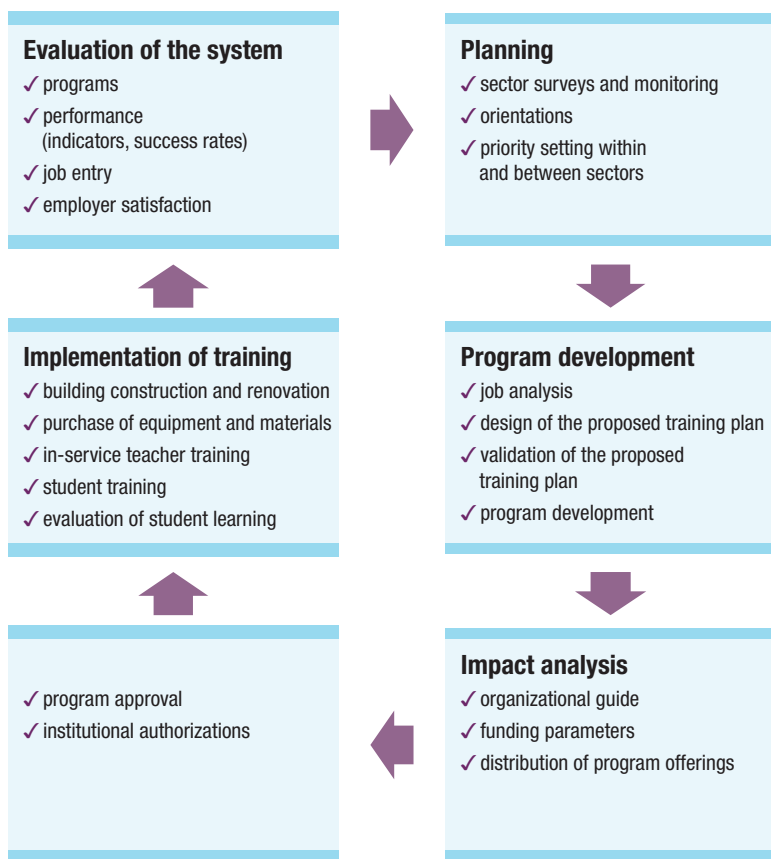 Evaluation of the system
✓ programs
✓ performance
(indicators, success rates)
✓ job entry
✓ employer satisfaction
Planning
✓ sector surveys and monitoring
✓ orientations
✓ priority setting within
and between sectors
Implementation of training
✓ building construction and renovation
✓ purchase of equipment and materials
✓ in-service teacher training
✓ student training
✓ evaluation of student learning
Program development
✓ job analysis
✓ design of the proposed training plan
✓ validation of the proposed
training plan
✓ program development
✓ program approval
✓ institutional authorizations
Impact analysis
✓ organizational guide
✓ funding parameters
✓ distribution of program offerings